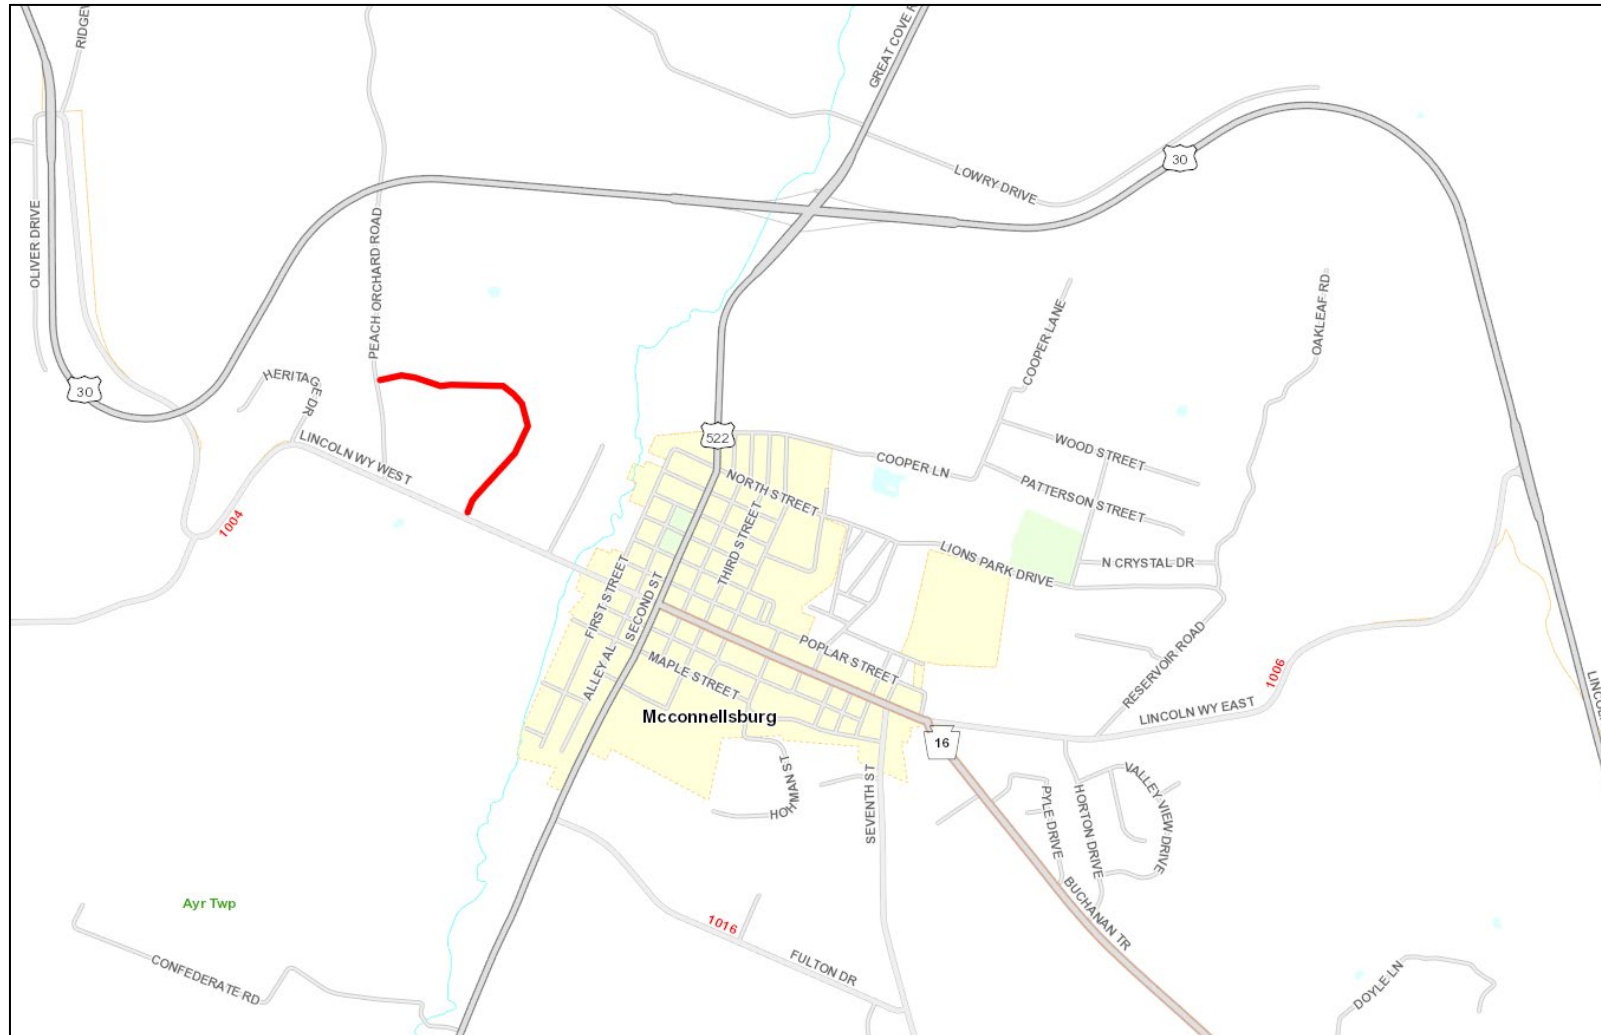 RIDGEW
GREAT COVE R
30
LOWRY DRIVE
OLIVER DRIVE
PEACH ORCHARD ROAD
OAKLEAF RD
COOPER LANE
HERITAGE DR
30
LINCOLN WY WEST
522
WOOD STREET
COOPER LN
NORTH STREET
PATTERSON STREET
1004
THIRD STREET
LIONS PARK DRIVE
N CRYSTAL DR
FIRST STREET
SECOND ST
ALLEY AL
POPLAR STREET
MAPLE STREET
RESERVOIR ROAD
1006
LINCOLN WY EAST
LINCOL
Mcconnellsburg
16
HOHMAN ST
SEVENTH ST
PYLE DRIVE
HORTON DRIVE
VALLEY VIEW DRIVE
BUCHANAN TR
Ayr Twp
1016
FULTON DR
CONFEDERATE RD
DOYLE LN